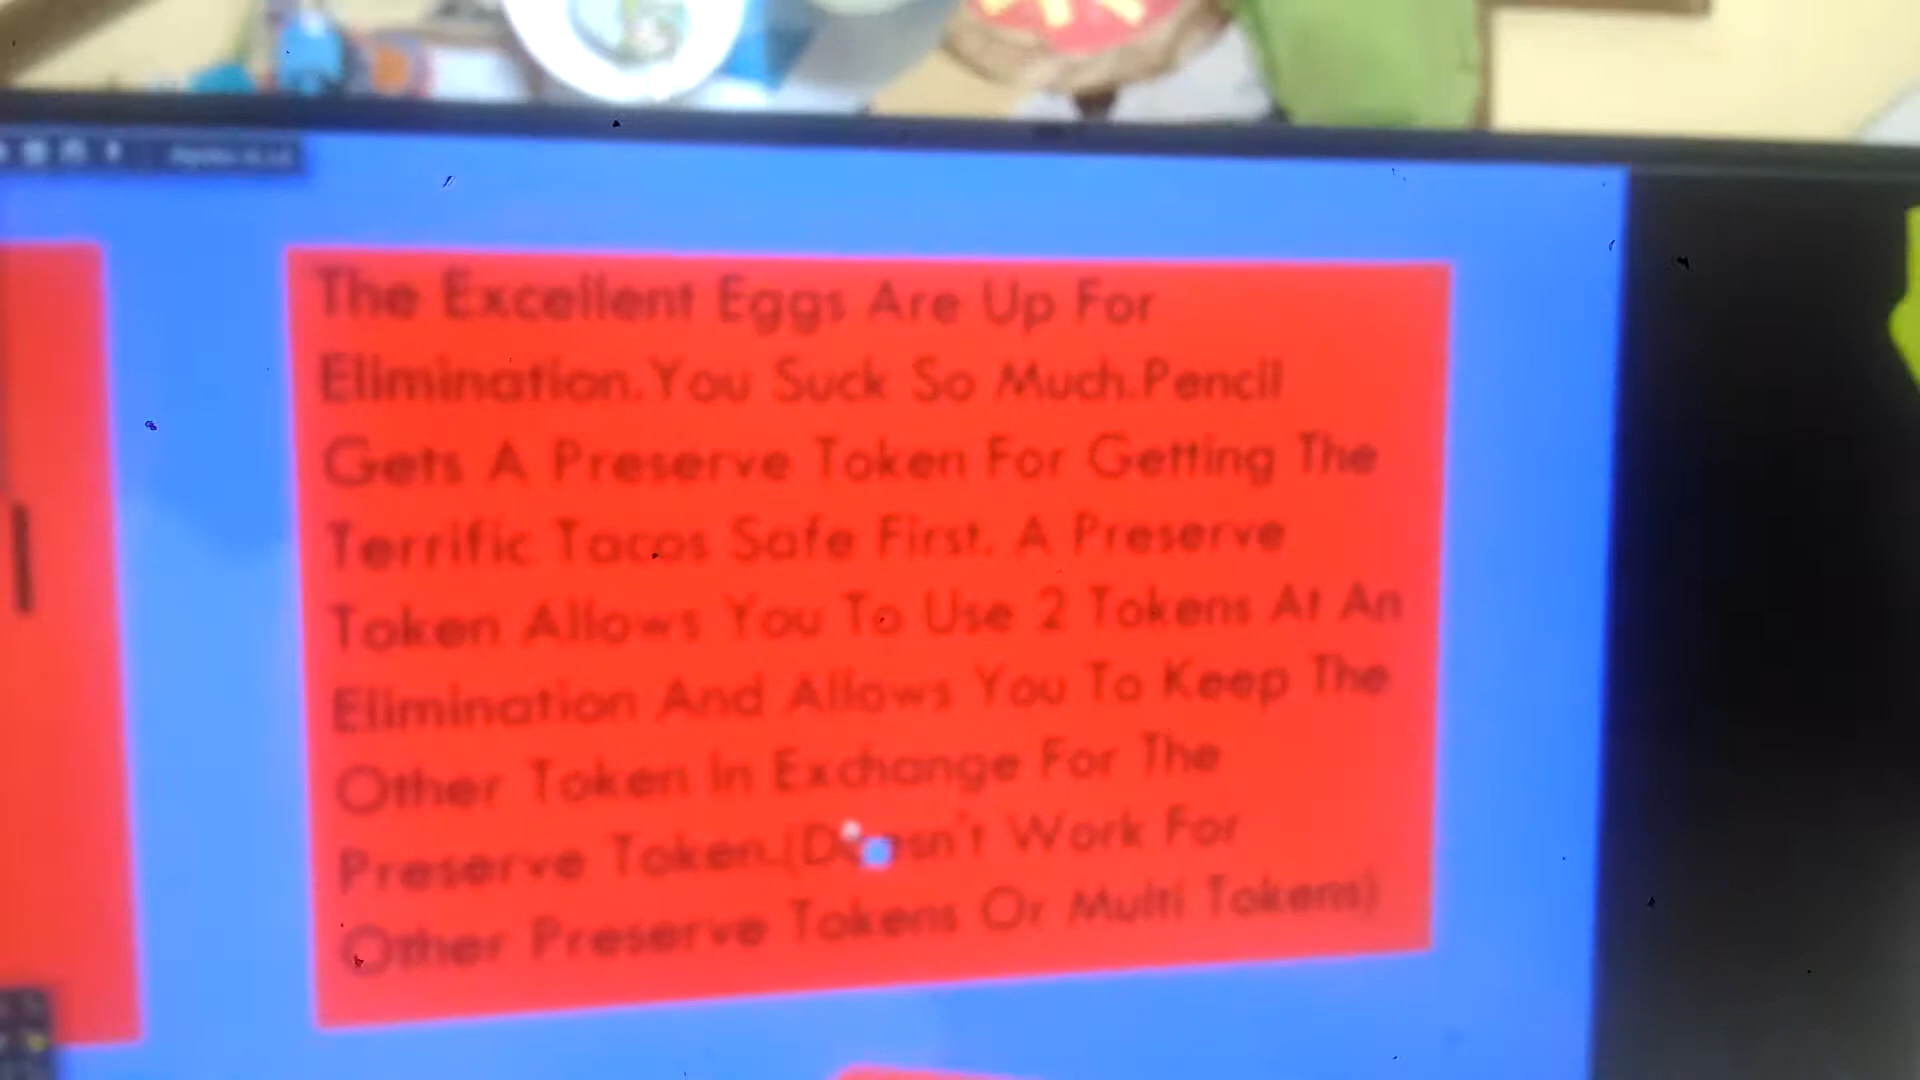 The Excellent Eggs Are Up For
Elimination.You Suck So Much.Pencil
Gets A Preserve Token For Getting The
Terrific Tacos Safe First. A Preserve
Token Allows You To Use 2 Tokens At An
Elimination And Allows You To Keep The
Other Token In Exchange For The
Preserve Token.(Doesn't Work For
Other Preserve Tokens Or Multi Tokens)